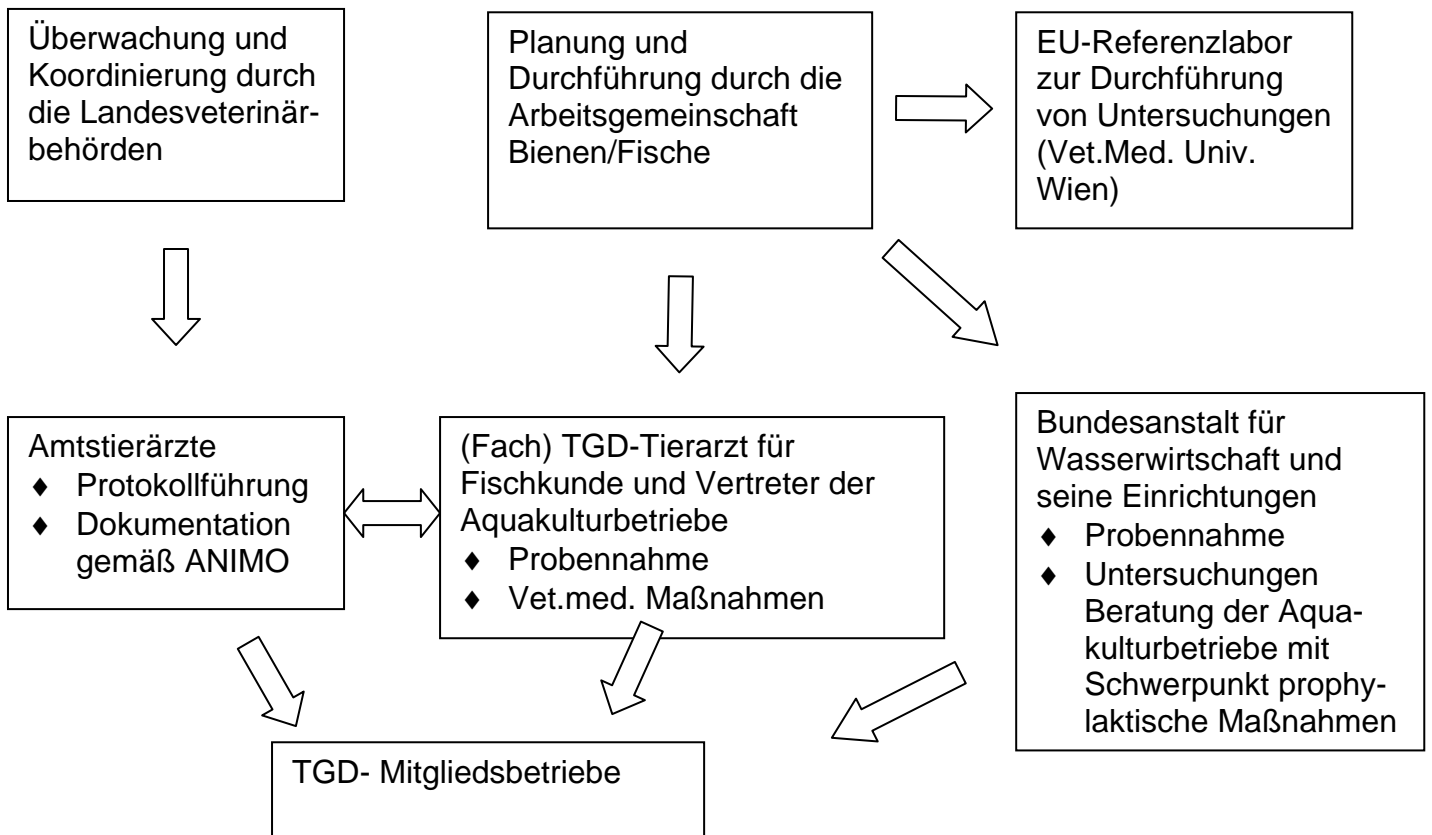 Überwachung und
Koordinierung durch
die Landesveterinär-
behörden
Planung und
Durchführung durch die
Arbeitsgemeinschaft
Bienen/Fische
EU-Referenzlabor
zur Durchführung
von Untersuchungen
(Vet.Med. Univ.
Wien)
Amtstierärzte
♦ Protokollführung
♦ Dokumentation
gemäß ANIMO
(Fach) TGD-Tierarzt für
Fischkunde und Vertreter der
Aquakulturbetriebe
♦ Probennahme
♦ Vet.med. Maßnahmen
Bundesanstalt für
Wasserwirtschaft und
seine Einrichtungen
♦ Probennahme
♦ Untersuchungen
Beratung der Aqua-
kulturbetriebe mit
Schwerpunkt prophy-
laktische Maßnahmen
TGD- Mitgliedsbetriebe